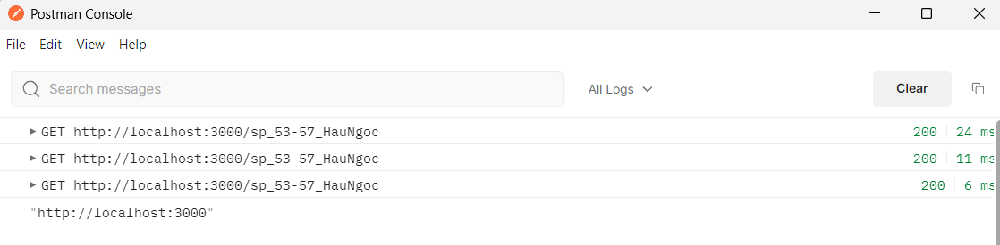 Postman Console
File Edit View Help
Search messages All Logs Clear
GET http://localhost:3000/sp_53-57_HauNgoc 200 24 ms
GET http://localhost:3000/sp_53-57_HauNgoc 200 11 ms
GET http://localhost:3000/sp_53-57_HauNgoc 200 6 ms
"http://localhost:3000"